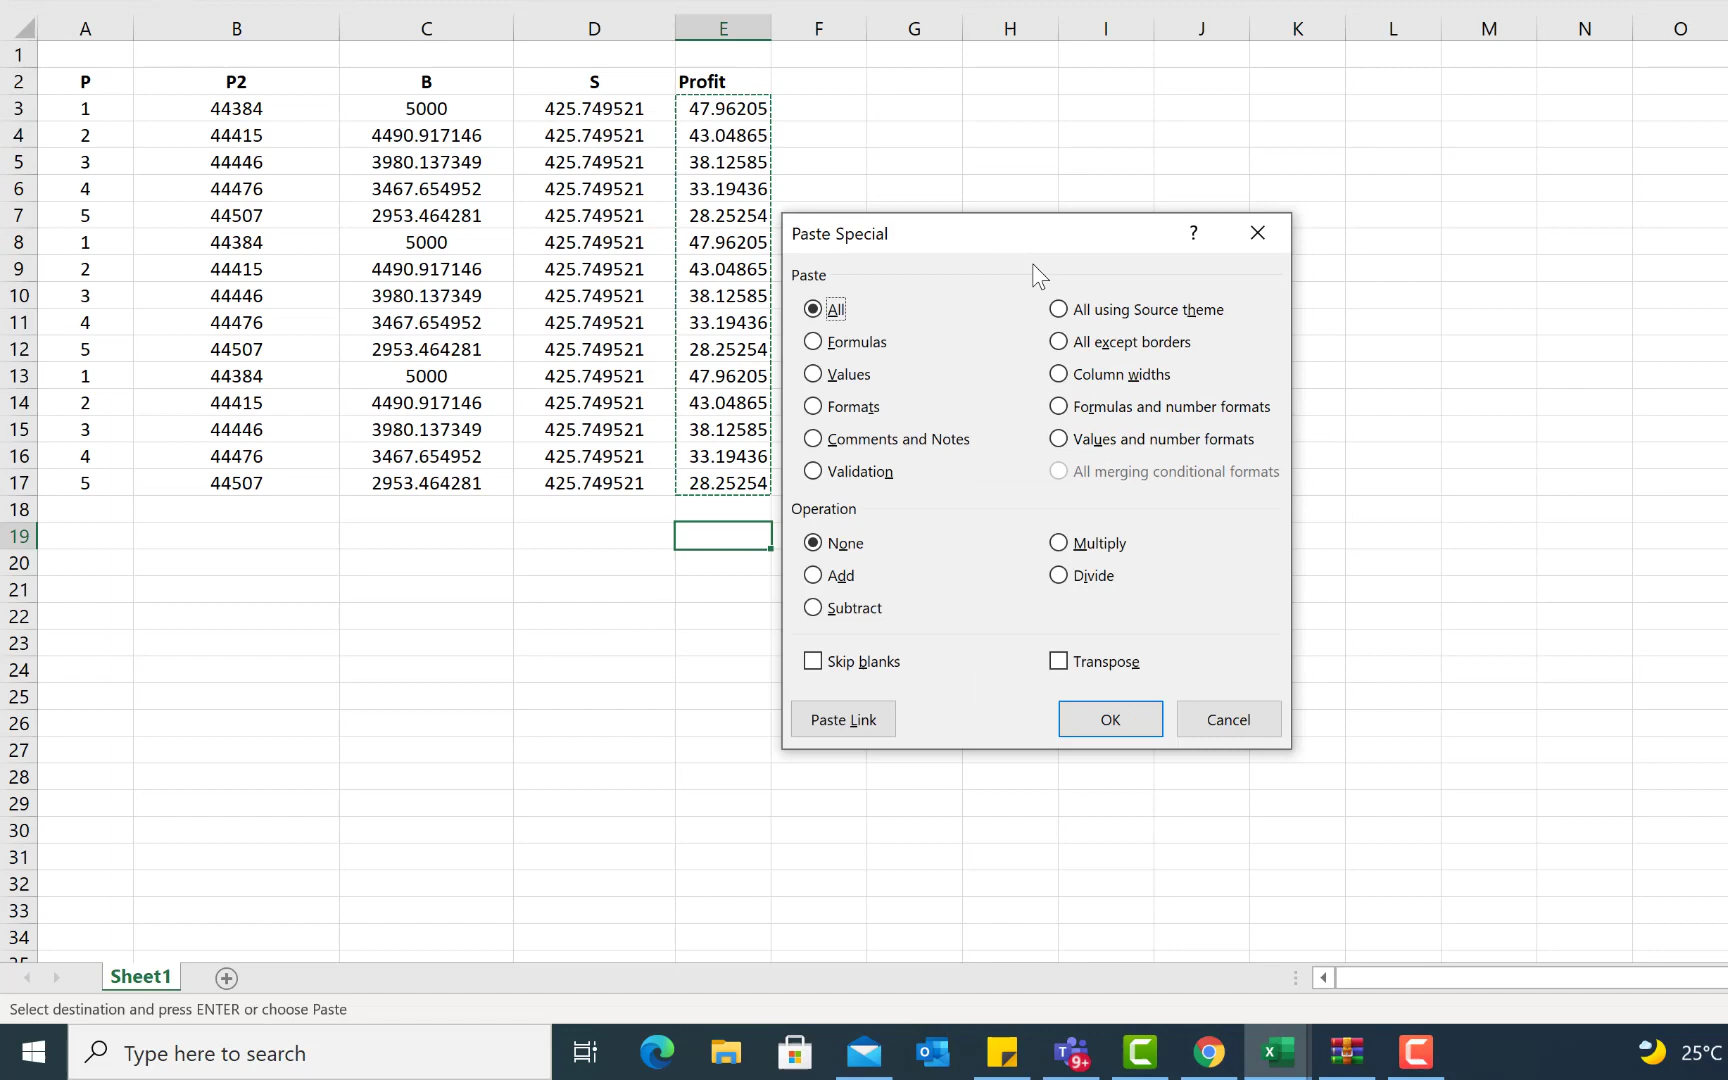 A B C D E F G H I J K L M N O
1
2 P P2 B S Profit
3 1 44384 5000 425.749521 47.96205
4 2 44415 4490.917146 425.749521 43.04865
5 3 44446 3980.137349 425.749521 38.12585
6 4 44476 3467.654952 425.749521 33.19436
7 5 44507 2953.464281 425.749521 28.25254
8 1 44384 5000 425.749521 47.96205
9 2 44415 4490.917146 425.749521 43.04865
10 3 44446 3980.137349 425.749521 38.12585
11 4 44476 3467.654952 425.749521 33.19436
12 5 44507 2953.464281 425.749521 28.25254
13 1 44384 5000 425.749521 47.96205
14 2 44415 4490.917146 425.749521 43.04865
15 3 44446 3980.137349 425.749521 38.12585
16 4 44476 3467.654952 425.749521 33.19436
17 5 44507 2953.464281 425.749521 28.25254
18
19
20
21
22
23
24
25
26
27
28
29
30
31
32
33
34
35
Paste Special ?
Paste
All All using Source theme
Formulas All except borders
Values Column widths
Formats Formulas and number formats
Comments and Notes Values and number formats
Validation All merging conditional formats
Operation
None Multiply
Add Divide
Subtract
Skip blanks Transpose
Paste Link OK Cancel
Sheet1
Select destination and press ENTER or choose Paste
Type here to search 9+ 25°C